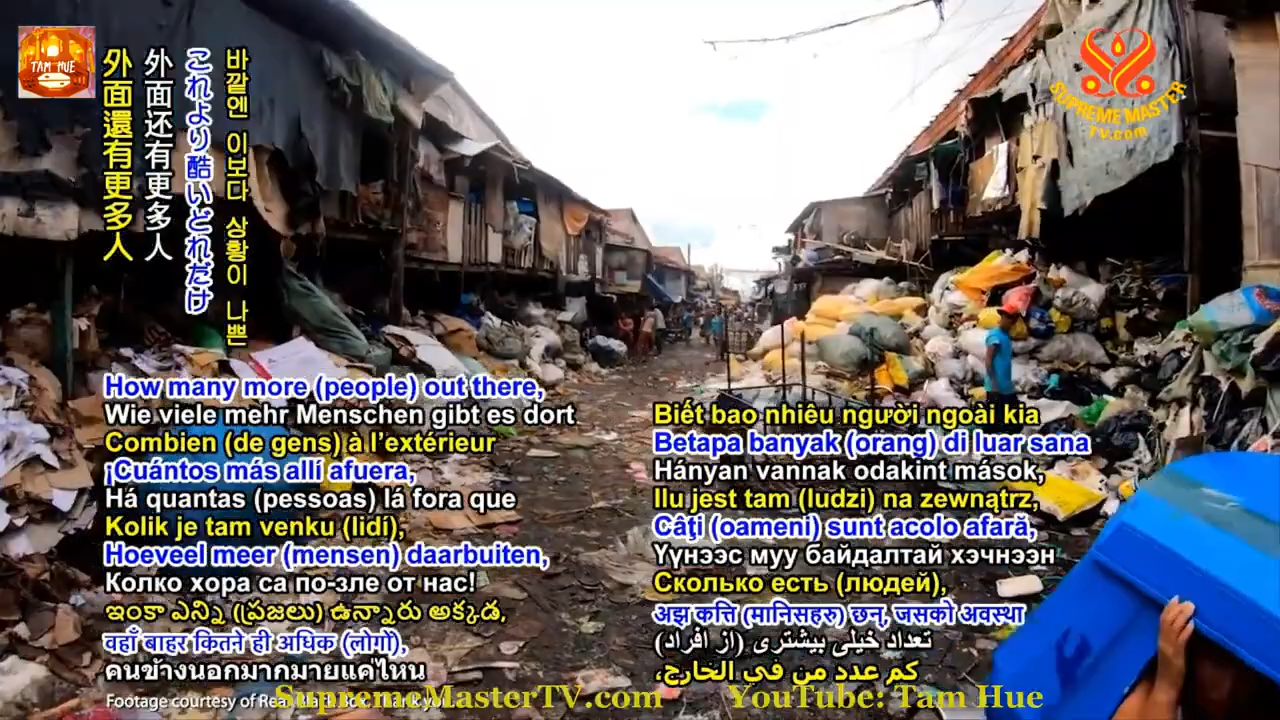 TAM HUE
SUPREME MASTER
TV.com
外面還有更多人
外面还有更多人
これより酷いどれだけ
바깥엔 이보다 상황이 나쁜
How many more (people) out there,
Wie viele mehr Menschen gibt es dort
Combien (de gens) à l'extérieur
¡Cuántos más allí afuera,
Há quantas (pessoas) lá fora que
Kolik je tam venku (lidí),
Hoeveel meer (mensen) daarbuiten,
Колко хора са по-зле от нас!
ఇంకా ఎన్ని (ప్రజలు) ఉన్నారు అక్కడ,
वहाँ बाहर कितने ही अधिक (लोगों),
คนข้างนอกมากมายแค่ไหน
Biết bao nhiêu người ngoài kia
Betapa banyak (orang) di luar sana
Hányan vannak odakint mások,
Ilu jest tam (ludzi) na zewnątrz,
Câți (oameni) sunt acolo afară,
Үүнээс муу байдалтай хэчнээн
Сколько есть (людей),
अझ कत्ति (मानिसहरु) छन्, जसको अवस्था
تعداد خیلی بیشتری (از افراد)
كم عدد من في الخارج،
Footage courtesy of Real
SupremeMasterTV.com YouTube: Tam Hue